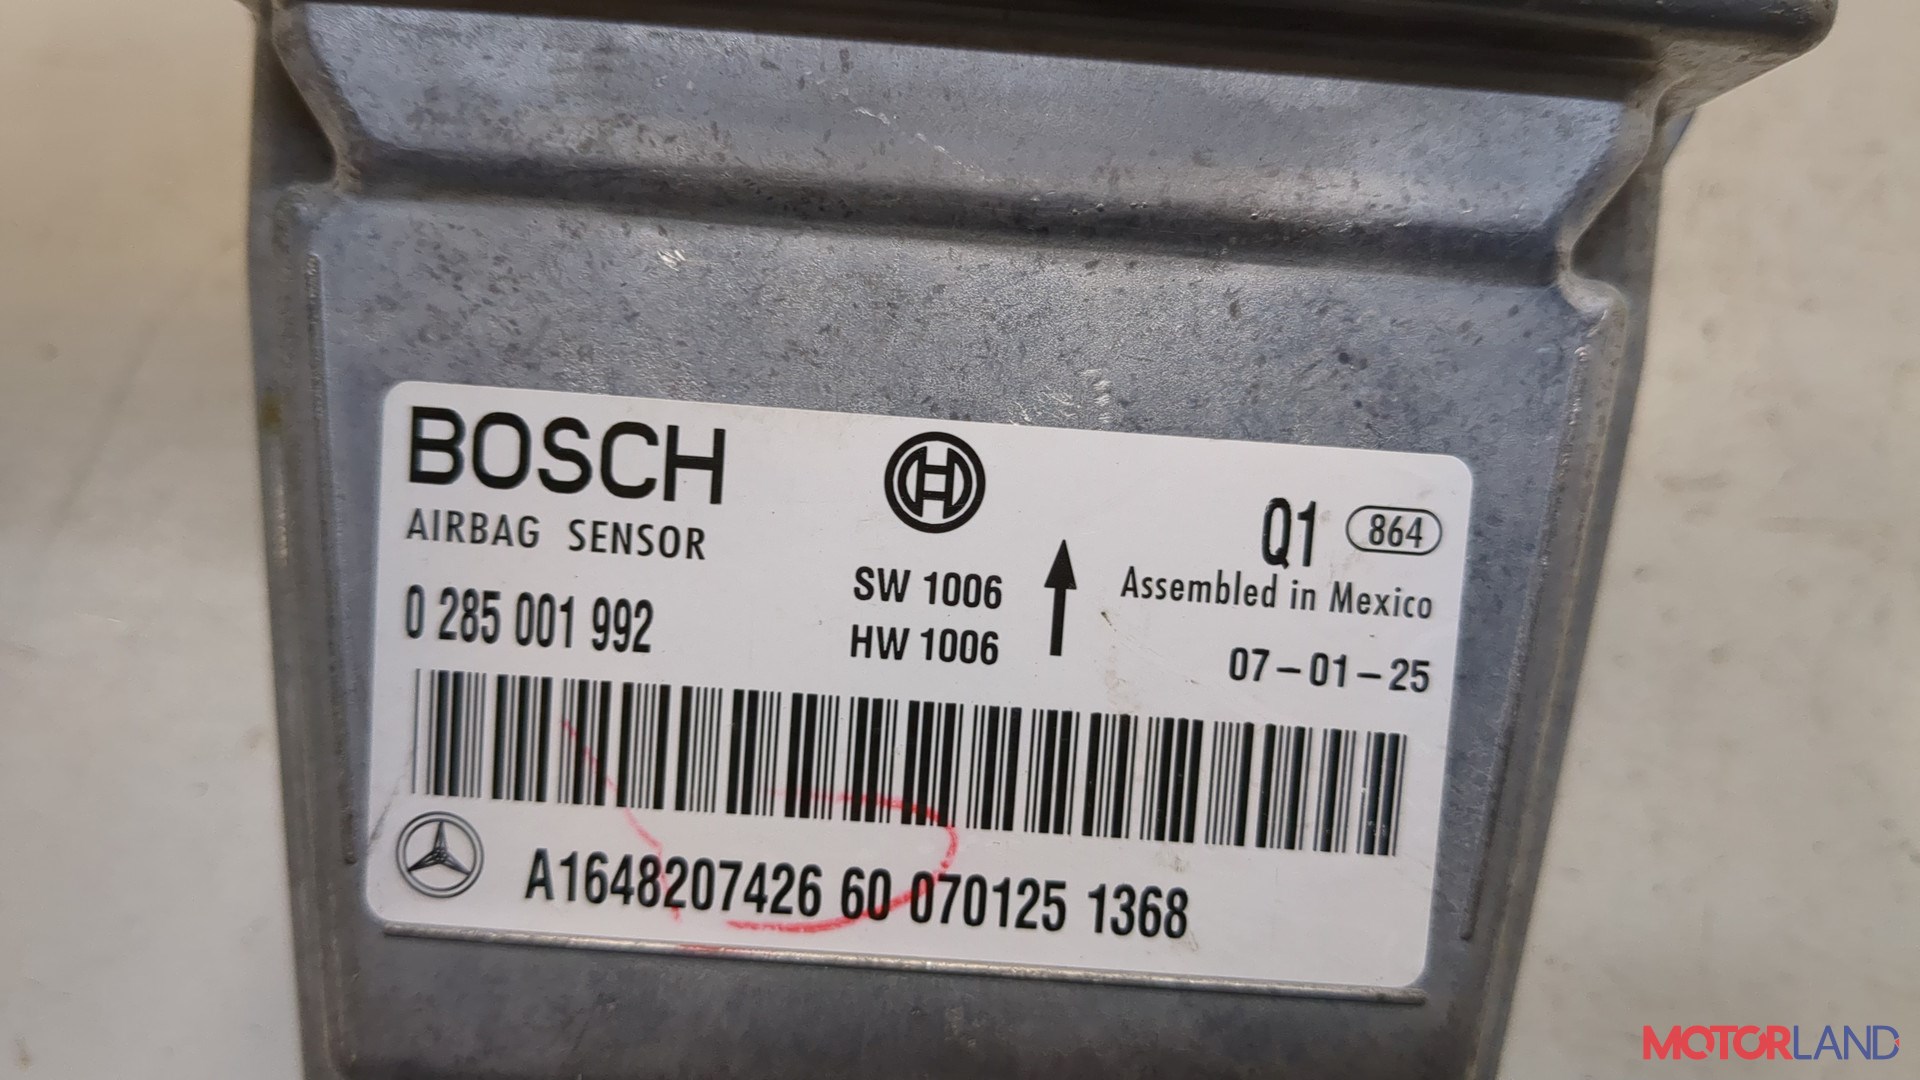 BOSCH
AIRBAG SENSOR
0 285 001 992
SW 1006
HW 1006
Q1 864
Assembled in Mexico
07-01-25
A1648207426 60 070125 1368
MOTORLAND